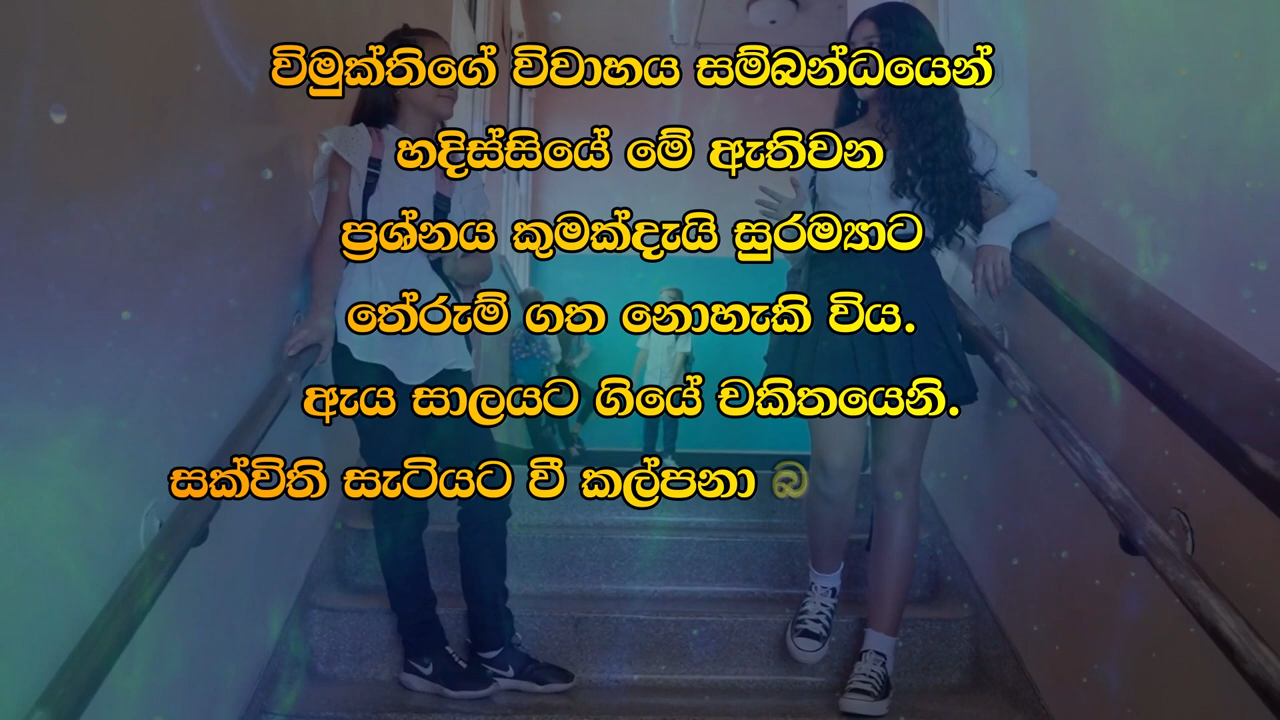 විමුක්තිගේ විවාහය සම්බන්ධයෙන්
හදිස්සියේ මේ ඇතිවන
ප්‍රශ්නය කුමක්දැයි සුරම්‍යාට
තේරුම් ගත නොහැකි විය.
ඇය සාලයට ගියේ චකිතයෙනි.
සක්විති සැටියට වී කල්පනා බ